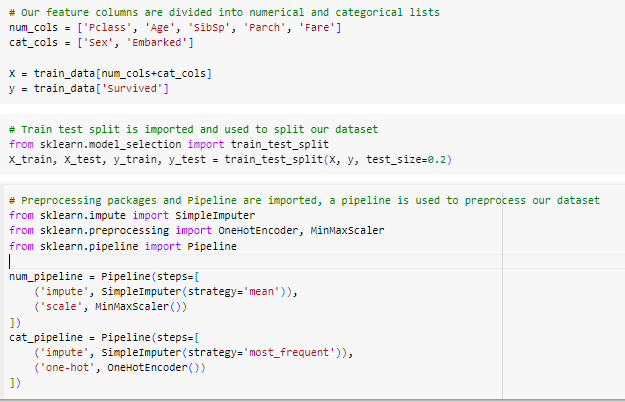 # Our feature columns are divided into numerical and categorical lists
num_cols = ['Pclass', 'Age', 'SibSp', 'Parch', 'Fare']
cat_cols = ['Sex', 'Embarked']
X = train_data[num_cols+cat_cols]
y = train_data['Survived']
# Train test split is imported and used to split our dataset
from sklearn.model_selection import train_test_split
X_train, X_test, y_train, y_test = train_test_split(X, y, test_size=0.2)
# Preprocessing packages and Pipeline are imported, a pipeline is used to preprocess our dataset
from sklearn.impute import SimpleImputer
from sklearn.preprocessing import OneHotEncoder, MinMaxScaler
from sklearn.pipeline import Pipeline
num_pipeline = Pipeline(steps=[
    ('impute', SimpleImputer(strategy='mean')),
    ('scale', MinMaxScaler())
])
cat_pipeline = Pipeline(steps=[
    ('impute', SimpleImputer(strategy='most_frequent')),
    ('one-hot', OneHotEncoder())
])